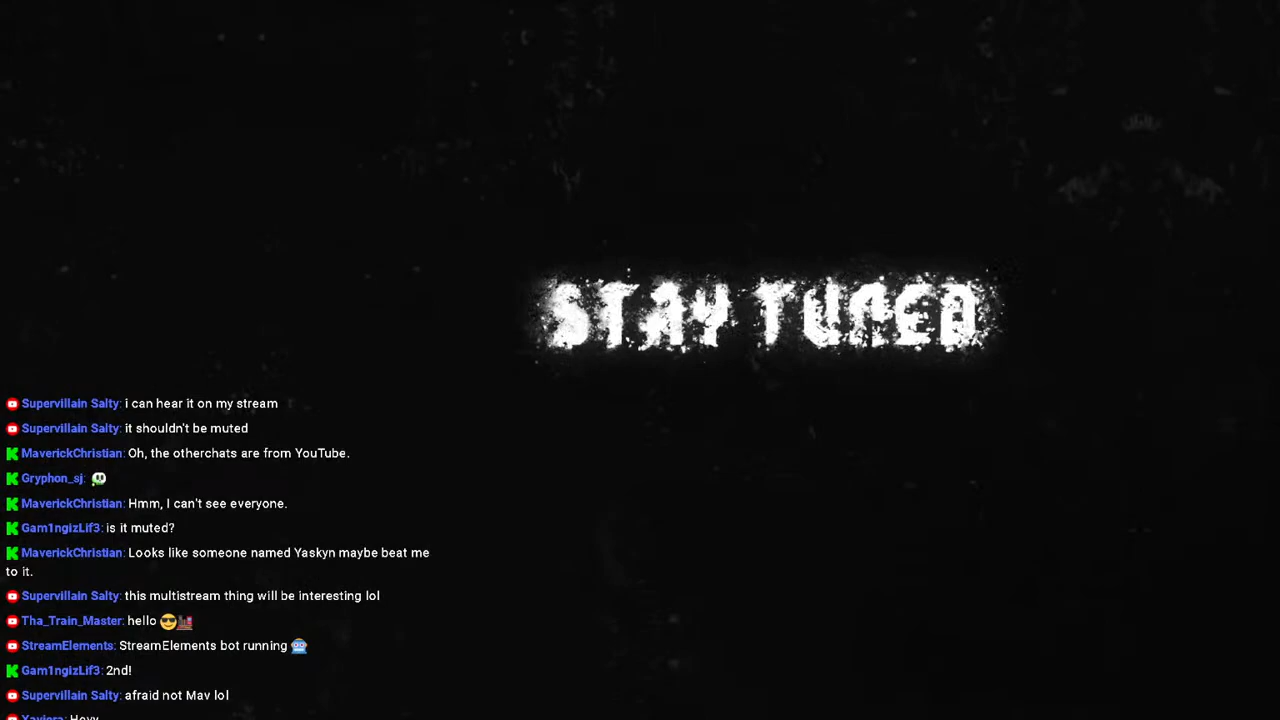 STAY TUNED
Supervillain Salty: i can hear it on my stream
Supervillain Salty: it shouldn't be muted
MaverickChristian: Oh, the otherchats are from YouTube.
Gryphon_sj:
MaverickChristian: Hmm, I can't see everyone.
Gam1ngizLif3: is it muted?
MaverickChristian: Looks like someone named Yaskyn maybe beat me
to it.
Supervillain Salty: this multistream thing will be interesting lol
Tha_Train_Master: hello 😎🚂
StreamElements: StreamElements bot running 🤖
Gam1ngizLif3: 2nd!
Supervillain Salty: afraid not Mav lol
Xaviera: Heyy